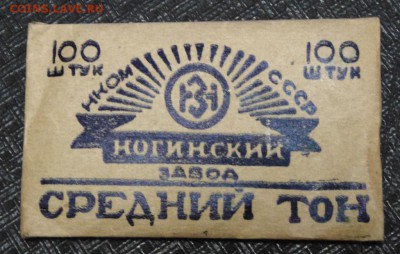 COINS.LAVE.RU
100 ШТУК
НКОМ СССР
100 ШТУК
НОГИНСКИЙ
ЗАВОД
СРЕДНИЙ ТОН